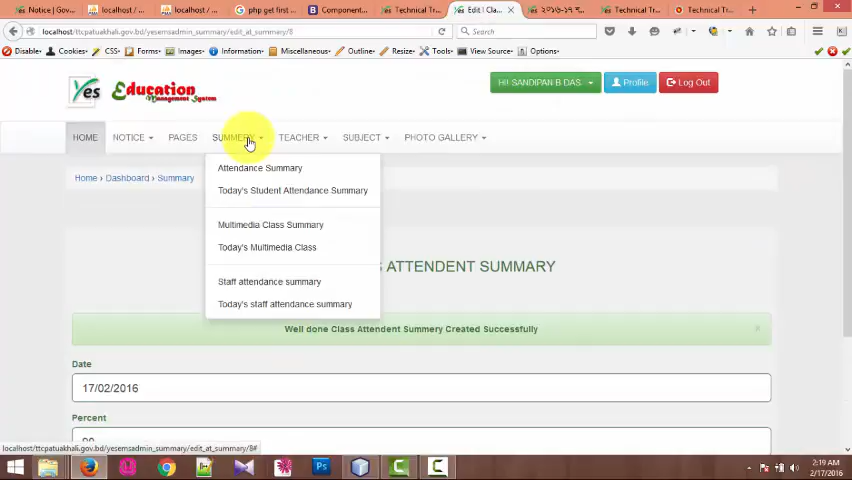 Notice | Gov...
localhost / ...
localhost / ...
php get first ...
Component...
Technical Tr...
Edit | Cla...
২০১৬-১৭ ব...
Technical Tr...
Technical Tr...
localhost/ttcpatuakhali.gov.bd/yesemsadmin_summary/edit_at_summary/8
Search
Disable
Cookies
CSS
Forms
Images
Information
Miscellaneous
Outline
Resize
Tools
View Source
Options
Yes Education
Management System
HI! SANDIPAN B DAS.
Profile
Log Out
HOME
NOTICE
PAGES
SUMMERY
TEACHER
SUBJECT
PHOTO GALLERY
Attendance Summary
Home › Dashboard › Summary
Today's Student Attendance Summary
Multimedia Class Summary
Today's Multimedia Class
S ATTENDENT SUMMARY
Staff attendance summary
Today's staff attendance summary
Well done Class Attendent Summery Created Successfully
×
Date
17/02/2016
Percent
90
localhost/ttcpatuakhali.gov.bd/yesemsadmin_summary/edit_at_summary/8#
2:19 AM
2/17/2016